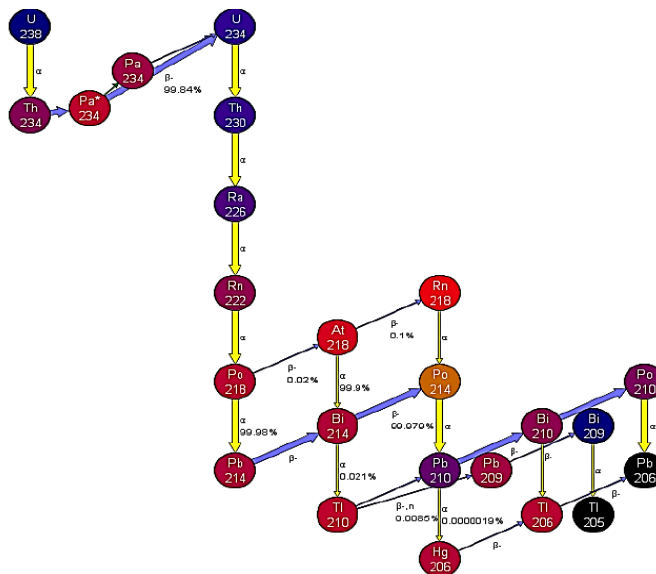 U
238
U
234
Pa
234
α
α
β-
99.84%
Th
234
Pa*
234
Th
230
α
Ra
226
α
Rn
222
Rn
218
At
218
β-
0.1%
α
α
β-
0.02%
Po
218
α
99.9%
Po
214
Po
210
α
99.98%
Bi
214
β-
99.979%
α
Bi
210
Bi
209
α
Pb
214
β-
α
0.021%
Pb
210
Pb
209
β-
β-
α
Pb
206
Tl
210
β-,n
0.0085%
α
0.0000019%
Tl
206
Tl
205
β-
Hg
206
β-